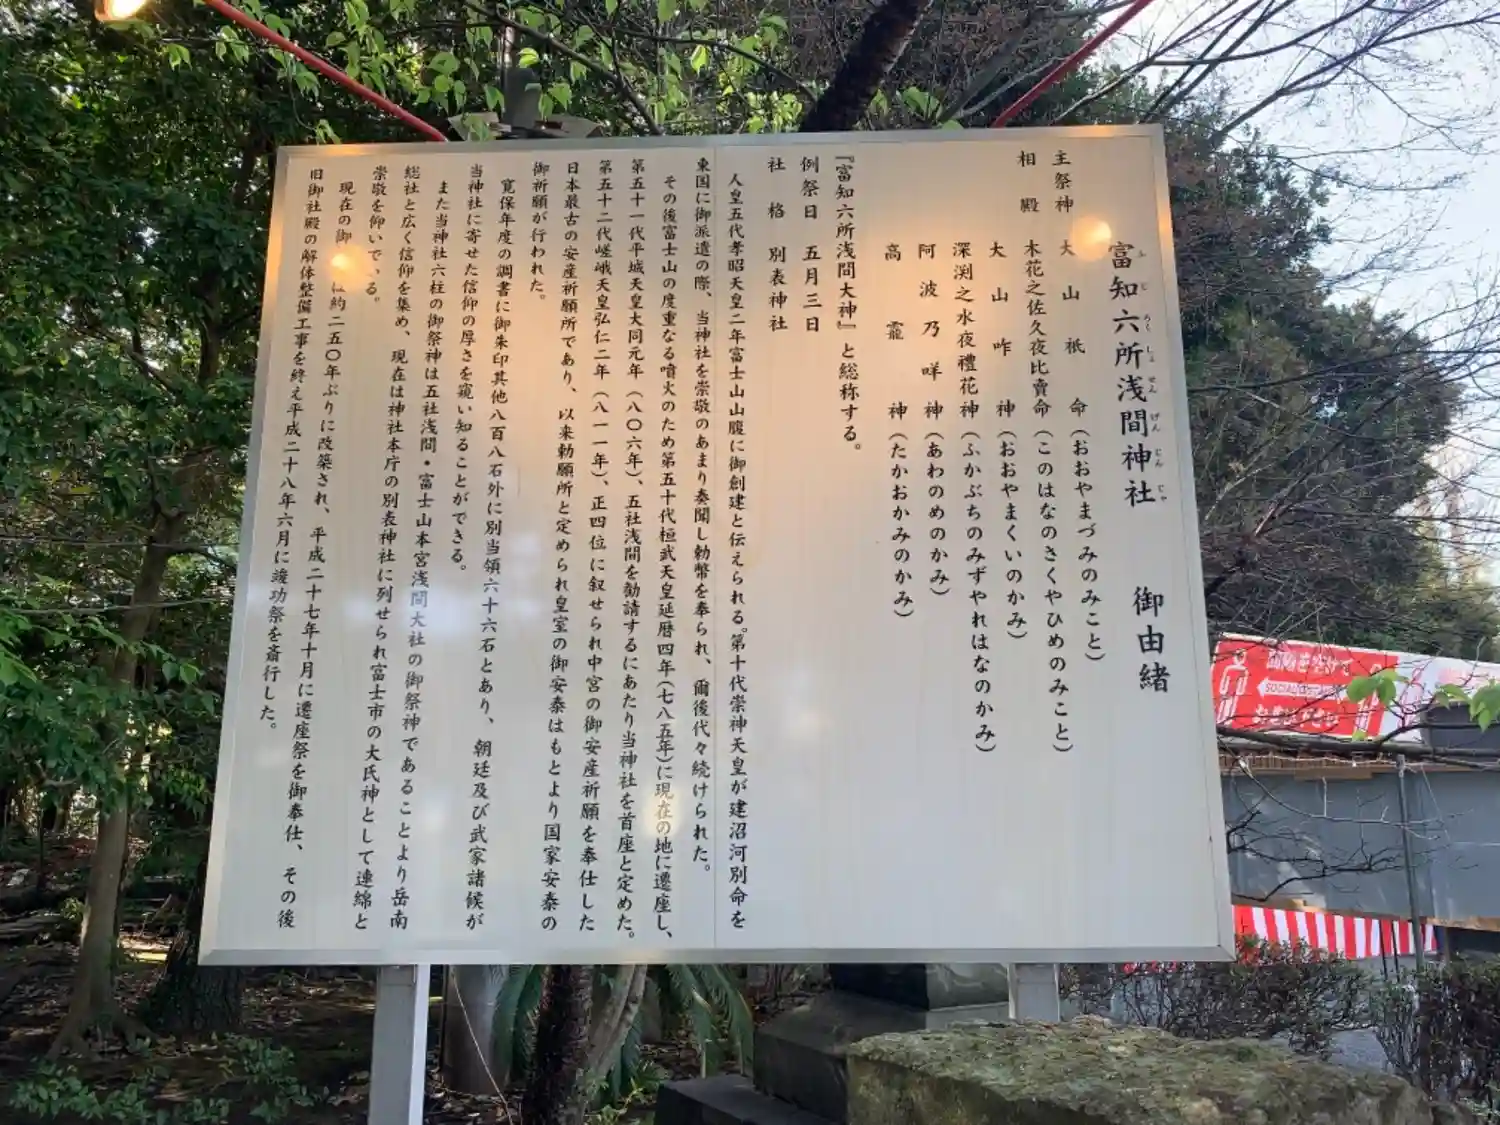 富知六所浅間神社 御由緒
ふじろくしょせんげんじんじゃ
主祭神 大山祇命(おおやまづみのみこと)
相殿 木花之佐久夜比賣命(このはなのさくやひめのみこと)
大山咋神(おおやまくいのかみ)
深渕之水夜禮花神(ふかぶちのみずやれはなのかみ)
阿波乃咩神(あわのめのかみ)
高龗神(たかおかみのかみ)
『富知六所浅間大神』と総称する。
例祭日 五月三日
社格 別表神社
人皇五代孝昭天皇二年富士山山腹に御創建と伝えられる。第十代崇神天皇が建沼河別命を
東国に御派遣の際、当神社を崇敬のあまり奏聞し勅幣を奉られ、爾後代々続けられた。
その後富士山の度重なる噴火のため第五十代桓武天皇延暦四年(七八五年)に現在の地に遷座し、
第五十一代平城天皇大同元年(八〇六年)、五社浅間を勧請するにあたり当神社を首座と定めた。
第五十二代嵯峨天皇弘仁二年(八一一年)、正四位に叙せられ中宮の御安産祈願を奉仕した
日本最古の安産祈願所であり、以来勅願所と定められ皇室の御安泰はもとより国家安泰の
御祈願が行われた。
寛保年度の調書に御朱印其他八百八石外に別当領六十六石とあり、朝廷及び武家諸候が
当神社に寄せた信仰の厚さを窺い知ることができる。
また当神社六柱の御祭神は五社浅間・富士山本宮浅間大社の御祭神であることより岳南
総社と広く信仰を集め、現在は神社本庁の別表神社に列せられ富士市の大氏神として連綿と
崇敬を仰いでいる。
現在の御は約二五〇年ぶりに改築され、平成二十七年十月に遷座祭を御奉仕、その後
旧御社殿の解体整備工事を終え平成二十八年六月に竣功祭を斎行した。
SOCIAL